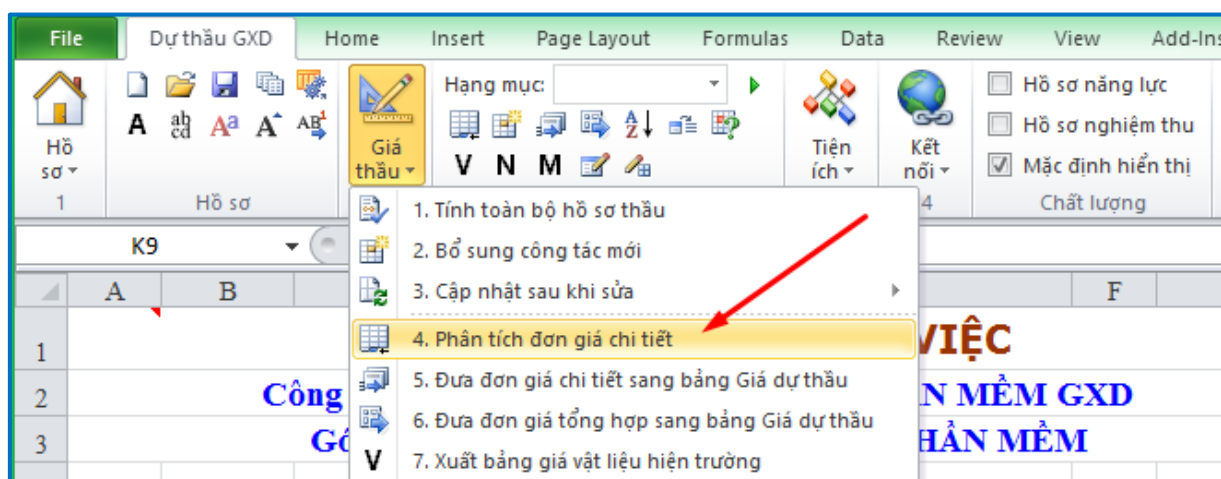 File Dự thầu GXD Home Insert Page Layout Formulas Data Review View Add-Ins
Hạng mục:
Hồ sơ năng lực
A ab cd Aa A AB1
Hồ sơ nghiệm thu
Hồ sơ
Giá thầu
V N M
Tiện ích
Kết nối
Mặc định hiển thị
1 Hồ sơ 4 Chất lượng
1. Tính toàn bộ hồ sơ thầu
K9
2. Bổ sung công tác mới
A B F
3. Cập nhật sau khi sửa
1 VIỆC
4. Phân tích đơn giá chi tiết
5. Đưa đơn giá chi tiết sang bảng Giá dự thầu
2 Công N MỀM GXD
6. Đưa đơn giá tổng hợp sang bảng Giá dự thầu
3 HẦN MỀM
V 7. Xuất bảng giá vật liệu hiện trường